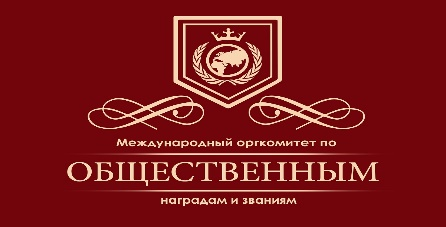 Международный оргкомитет по
ОБЩЕСТВЕННЫМ
наградам и званиям